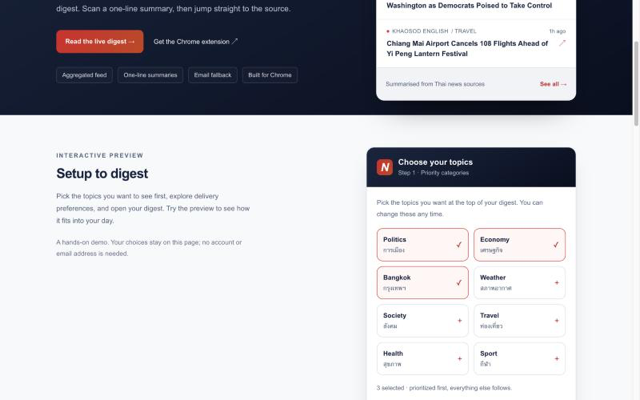 digest. Scan a one-line summary, then jump straight to the source.
Read the live digest →
Get the Chrome extension ↗
Aggregated feed
One-line summaries
Email fallback
Built for Chrome
Washington as Democrats Poised to Take Control
KHAOSOD ENGLISH / TRAVEL
1h ago
Chiang Mai Airport Cancels 108 Flights Ahead of
Yi Peng Lantern Festival
Summarised from Thai news sources
See all →
INTERACTIVE PREVIEW
Setup to digest
Pick the topics you want to see first, explore delivery
preferences, and open your digest. Try the preview to see how
it fits into your day.
A hands-on demo. Your choices stay on this page; no account or
email address is needed.
N
Choose your topics
Step 1 · Priority categories
Pick the topics you want at the top of your digest. You can
change these any time.
Politics
การเมือง
Economy
เศรษฐกิจ
Bangkok
กรุงเทพฯ
Weather
สภาพอากาศ
Society
สังคม
Travel
ท่องเที่ยว
Health
สุขภาพ
Sport
กีฬา
3 selected · prioritized first, everything else follows.